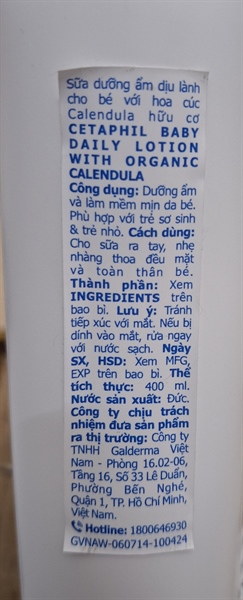 Sữa dưỡng ẩm dịu lành
cho bé với hoa cúc
Calendula hữu cơ
CETAPHIL BABY
DAILY LOTION
WITH ORGANIC
CALENDULA
Công dụng: Dưỡng ẩm
và làm mềm mịn da bé.
Phù hợp với trẻ sơ sinh
& trẻ nhỏ. Cách dùng:
Cho sữa ra tay, nhẹ
nhàng thoa đều mặt
và toàn thân bé.
Thành phần: Xem
INGREDIENTS trên
bao bì. Lưu ý: Tránh
tiếp xúc với mắt. Nếu bị
dính vào mắt, rửa ngay
với nước sạch. Ngày
SX, HSD: Xem MFG,
EXP trên bao bì. Thể
tích thực: 400 ml.
Nước sản xuất: Đức.
Công ty chịu trách
nhiệm đưa sản phẩm
ra thị trường: Công ty
TNHH Galderma Việt
Nam - Phòng 16.02-06,
Tầng 16, Số 33 Lê Duẩn,
Phường Bến Nghé,
Quận 1, TP. Hồ Chí Minh,
Việt Nam.
Hotline: 1800646930
GVNAW-060714-100424